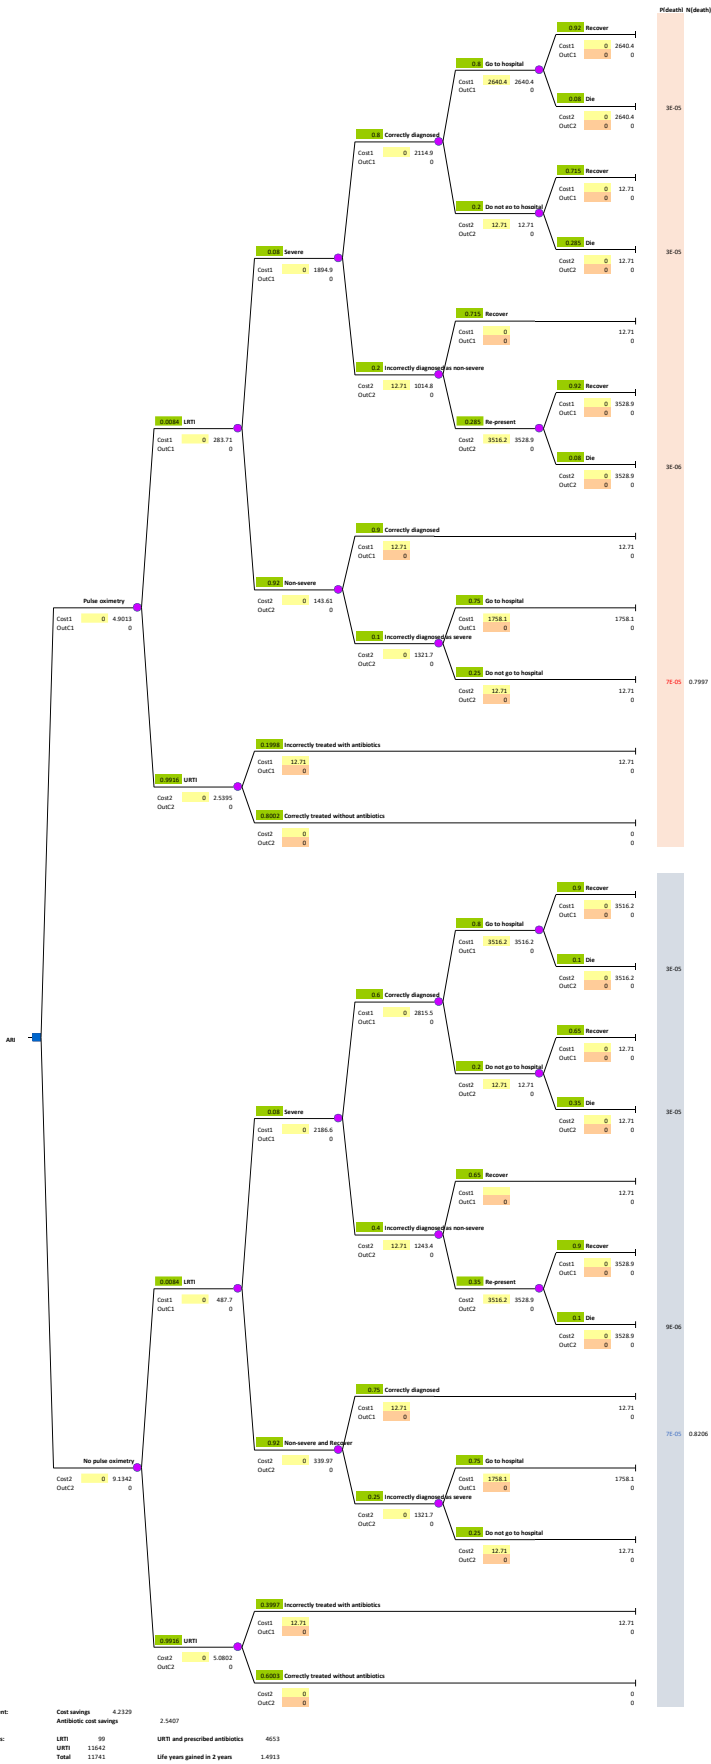 P(death) N(death)
0.92 Recover
Cost1 0 2640.4
OutC1 0 0
0.8 Go to hospital
Cost1 2640.4 2640.4
OutC1 0
0.08 Die
Cost2 0 2640.4
OutC2 0 0
3E-05
0.8 Correctly diagnosed
Cost1 0 2114.9
OutC1 0
0.715 Recover
Cost1 0 12.71
OutC1 0 0
0.2 Do not go to hospital
Cost2 12.71 12.71
OutC2 0
0.285 Die
Cost2 0 12.71
OutC2 0 0
3E-05
0.08 Severe
Cost1 0 1894.9
OutC1 0
0.715 Recover
Cost1 0 12.71
OutC1 0 0
0.2 Incorrectly diagnosed as non-severe
Cost2 12.71 1014.8
OutC2 0
0.92 Recover
Cost1 0 3528.9
OutC1 0 0
0.285 Re-present
Cost2 3516.2 3528.9
OutC2 0
0.08 Die
Cost2 0 3528.9
OutC2 0 0
3E-06
0.0084 LRTI
Cost1 0 283.71
OutC1 0
0.9 Correctly diagnosed
Cost1 12.71 12.71
OutC1 0 0
0.92 Non-severe
Cost2 0 143.61
OutC2 0
0.75 Go to hospital
Cost1 1758.1 1758.1
OutC1 0 0
0.1 Incorrectly diagnosed as severe
Cost2 0 1321.7
OutC2 0
0.25 Do not go to hospital
Cost2 12.71 12.71
OutC2 0 0
7E-05 0.7997
Pulse oximetry
Cost1 0 4.9013
OutC1 0
0.1998 Incorrectly treated with antibiotics
Cost1 12.71 12.71
OutC1 0 0
0.9916 URTI
Cost2 0 2.5395
OutC2 0
0.8002 Correctly treated without antibiotics
Cost2 0 0
OutC2 0 0
ARI
0.9 Recover
Cost1 0 3516.2
OutC1 0 0
0.8 Go to hospital
Cost1 3516.2 3516.2
OutC1 0
0.1 Die
Cost2 0 3516.2
OutC2 0 0
3E-05
0.6 Correctly diagnosed
Cost1 0 2815.5
OutC1 0
0.65 Recover
Cost1 0 12.71
OutC1 0 0
0.2 Do not go to hospital
Cost2 12.71 12.71
OutC2 0
0.35 Die
Cost2 0 12.71
OutC2 0 0
3E-05
0.08 Severe
Cost1 0 2186.6
OutC1 0
0.65 Recover
Cost1 12.71
OutC1 0 0
0.4 Incorrectly diagnosed as non-severe
Cost2 12.71 1243.4
OutC2 0
0.9 Recover
Cost1 0 3528.9
OutC1 0 0
0.35 Re-present
Cost2 3516.2 3528.9
OutC2 0
0.1 Die
Cost2 0 3528.9
OutC2 0 0
9E-06
0.0084 LRTI
Cost1 0 487.7
OutC1 0
0.75 Correctly diagnosed
Cost1 12.71 12.71
OutC1 0 0
0.92 Non-severe and Recover
Cost2 0 339.97
OutC2 0
7E-05 0.8206
0.75 Go to hospital
Cost1 1758.1 1758.1
OutC1 0 0
0.25 Incorrectly diagnosed as severe
Cost2 0 1321.7
OutC2 0
0.25 Do not go to hospital
Cost2 12.71 12.71
OutC2 0 0
No pulse oximetry
Cost2 0 9.1342
OutC2 0
0.3997 Incorrectly treated with antibiotics
Cost1 12.71 12.71
OutC1 0 0
0.9916 URTI
Cost2 0 5.0802
OutC2 0
0.6003 Correctly treated without antibiotics
Cost2 0 0
OutC2 0 0
nt: Cost savings 4.2329
Antibiotic cost savings 2.5407
s: LRTI 99 URTI and prescribed antibiotics 4653
URTI 11642
Total 11741 Life years gained in 2 years 1.4913